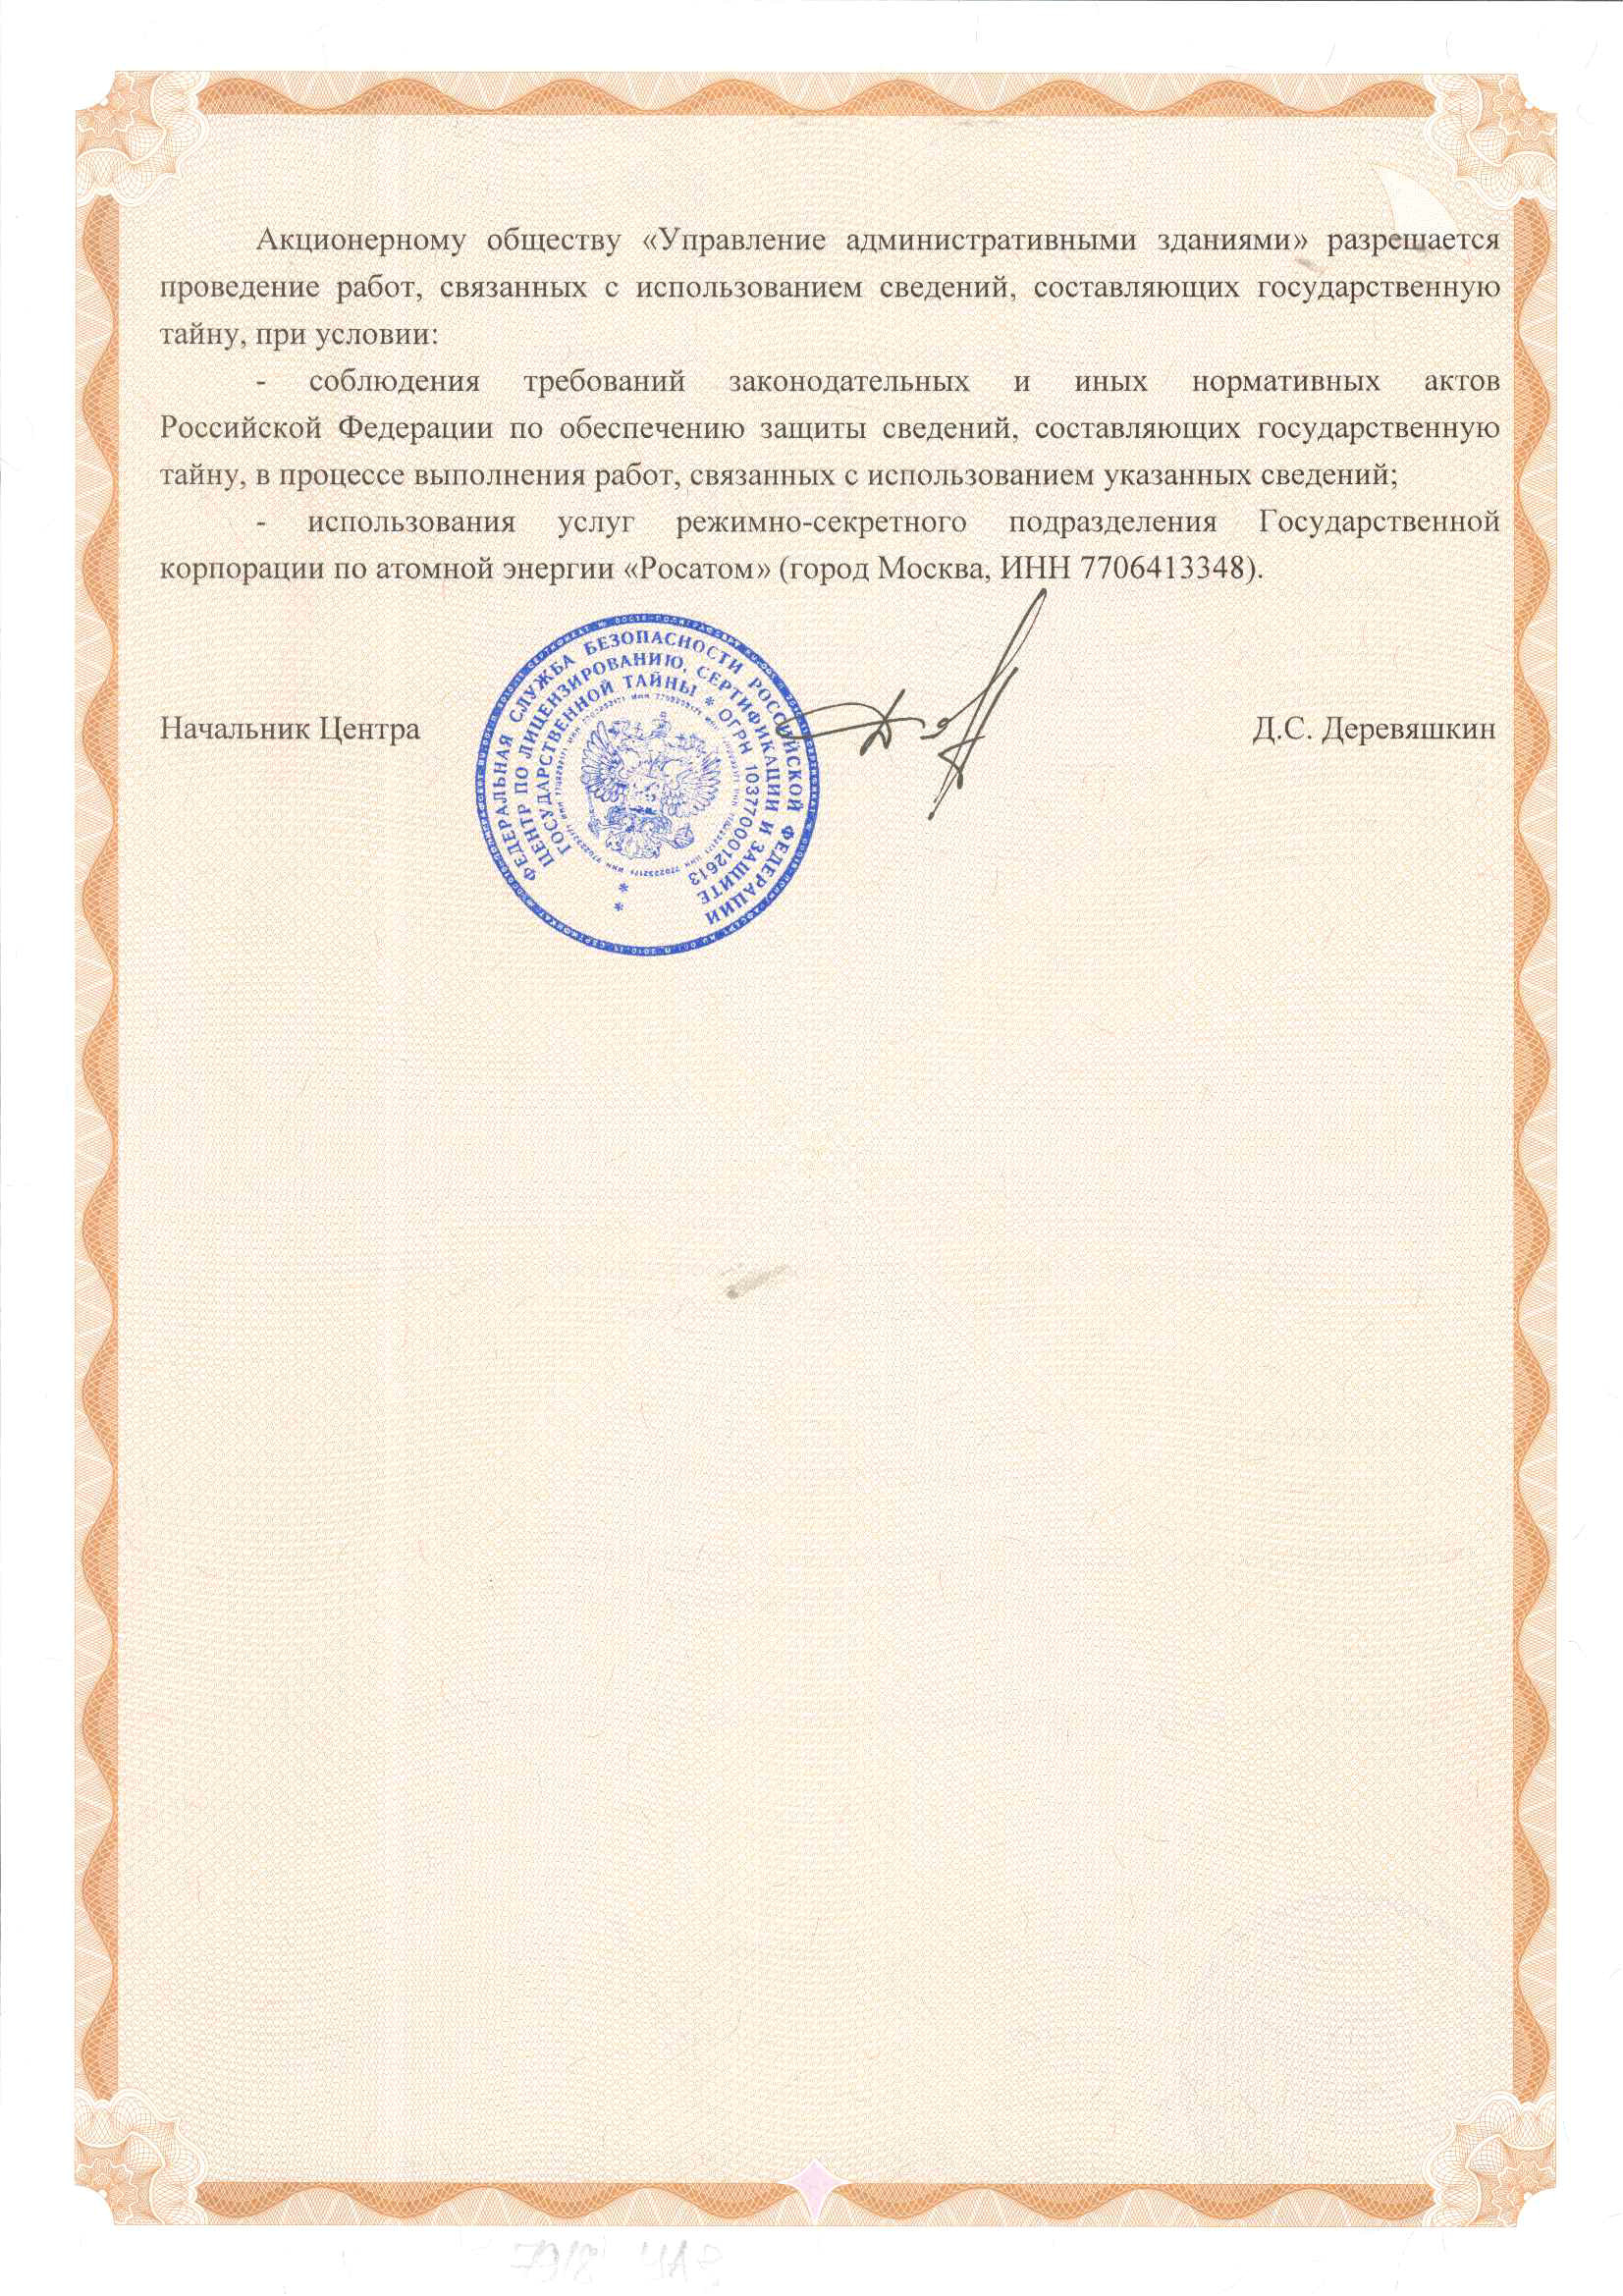 Акционерному обществу «Управление административными зданиями» разрешается
проведение работ, связанных с использованием сведений, составляющих государственную
тайну, при условии:
- соблюдения требований законодательных и иных нормативных актов
Российской Федерации по обеспечению защиты сведений, составляющих государственную
тайну, в процессе выполнения работ, связанных с использованием указанных сведений;
- использования услуг режимно-секретного подразделения Государственной
корпорации по атомной энергии «Росатом» (город Москва, ИНН 7706413348).
Начальник Центра
Д.С. Деревяшкин
ФЕДЕРАЛЬНАЯ СЛУЖБА БЕЗОПАСНОСТИ РОССИЙСКОЙ ФЕДЕРАЦИИ
ЦЕНТР ПО ЛИЦЕНЗИРОВАНИЮ, СЕРТИФИКАЦИИ И ЗАЩИТЕ
ГОСУДАРСТВЕННОЙ ТАЙНЫ * ОГРН 1037700012613